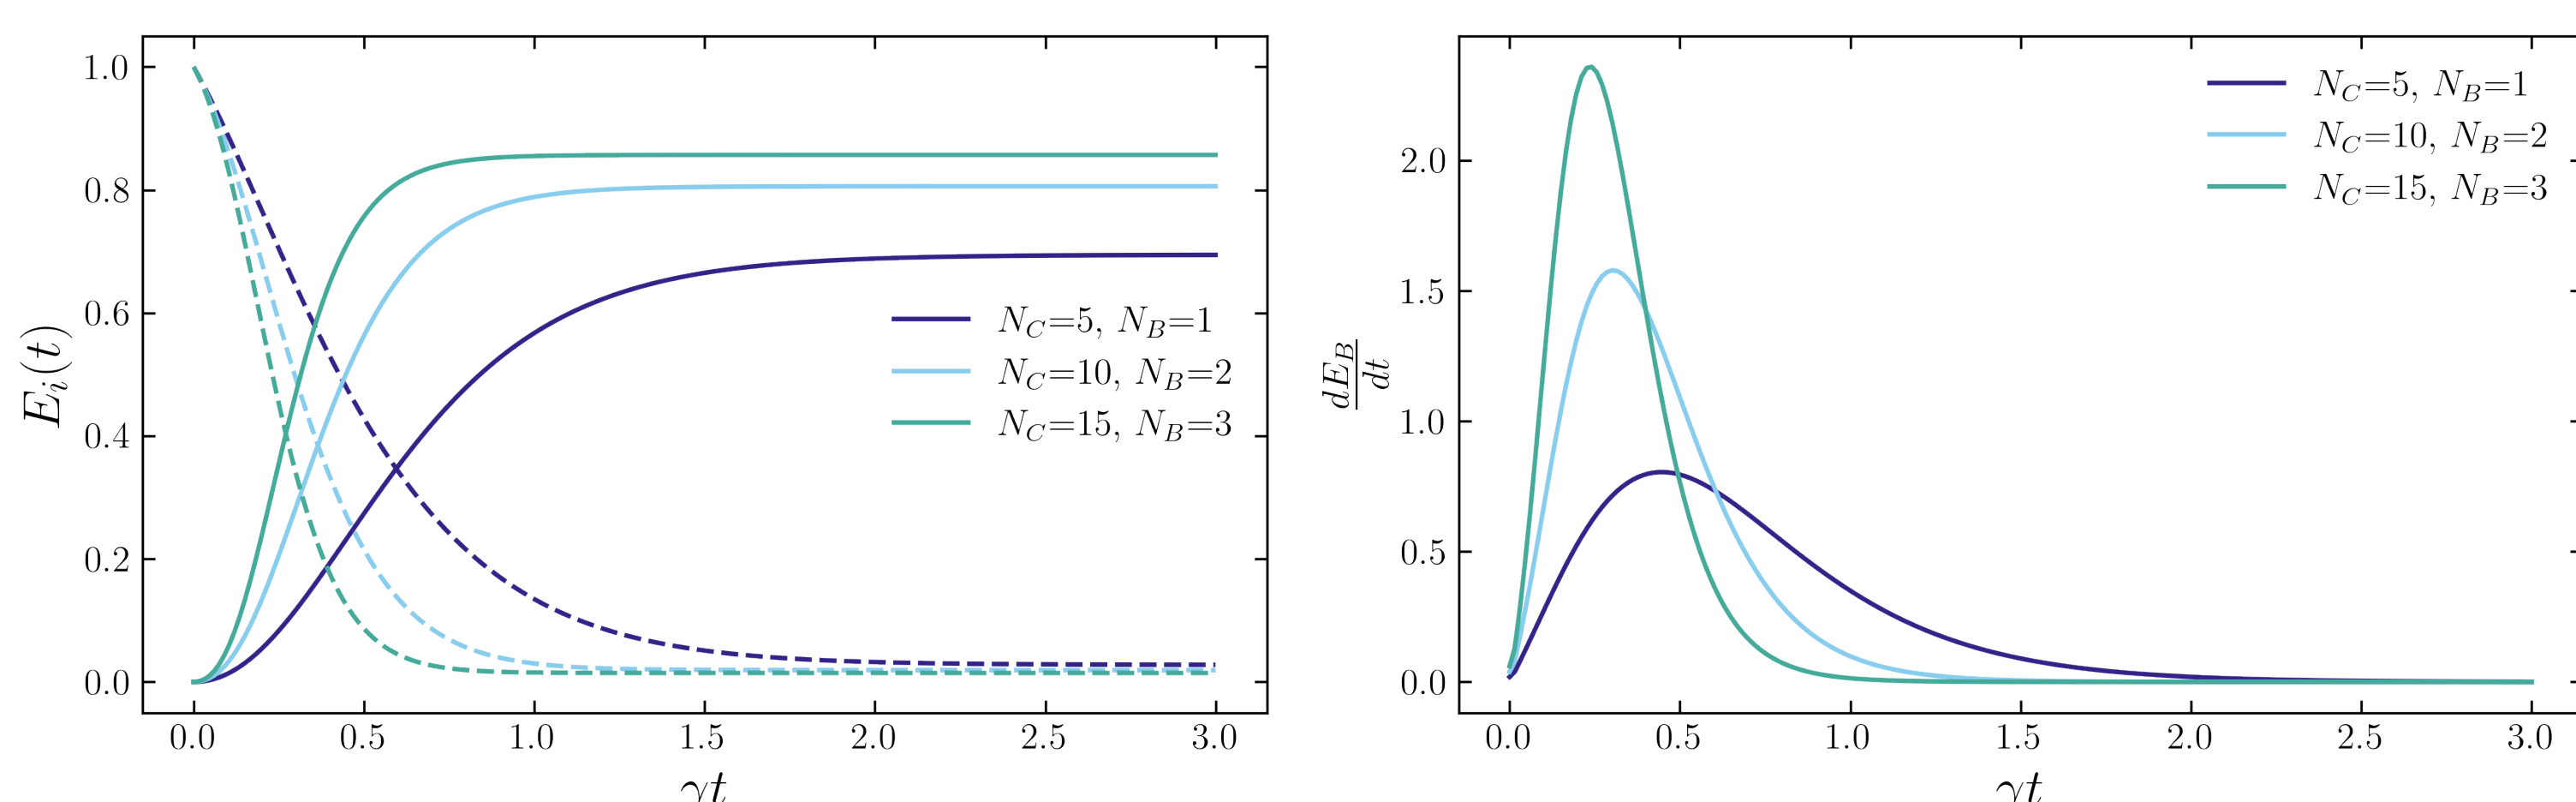 1.0
0.8
0.6
0.4
0.2
0.0
E_i(t)
N_C=5, N_B=1
N_C=10, N_B=2
N_C=15, N_B=3
0.0 0.5 1.0 1.5 2.0 2.5 3.0
γt
2.0
1.5
1.0
0.5
0.0
dE_B
dt
N_C=5, N_B=1
N_C=10, N_B=2
N_C=15, N_B=3
0.0 0.5 1.0 1.5 2.0 2.5 3.0
γt